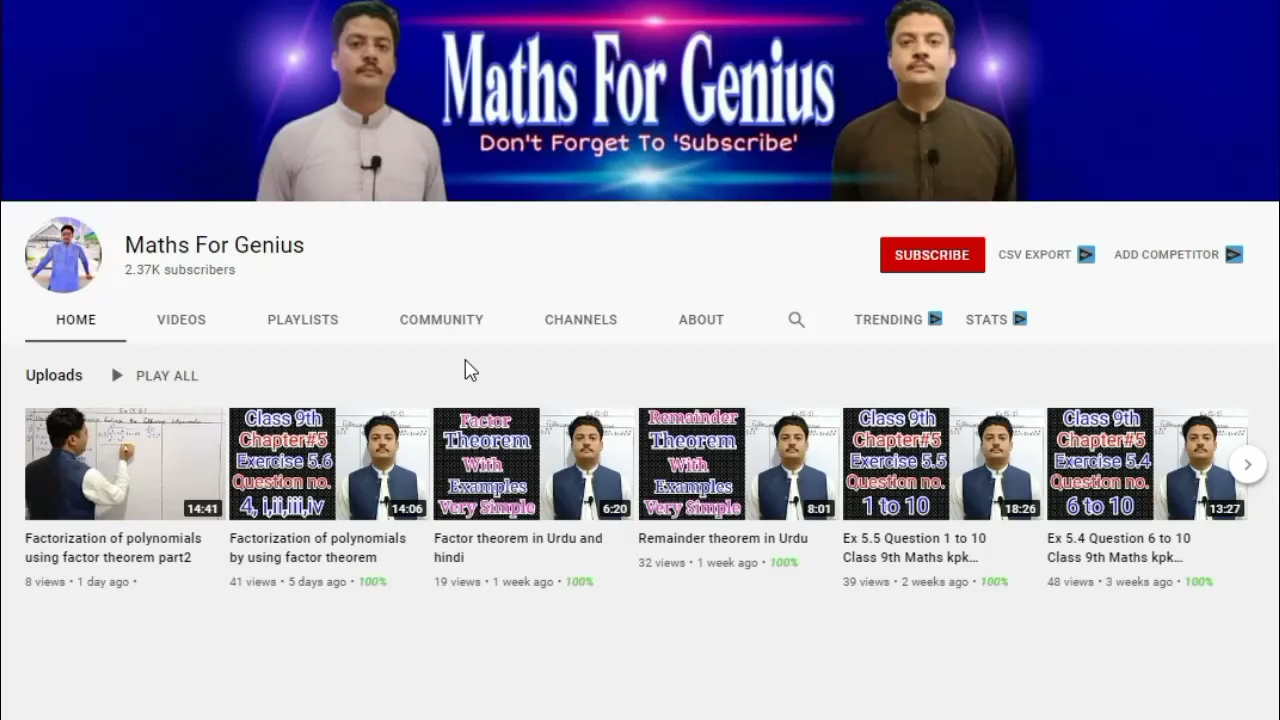 Maths For Genius
Don't Forget To 'Subscribe'
Maths For Genius
2.37K subscribers
SUBSCRIBE
CSV EXPORT
ADD COMPETITOR
HOME
VIDEOS
PLAYLISTS
COMMUNITY
CHANNELS
ABOUT
TRENDING
STATS
Uploads
PLAY ALL
14:41
Factorization of polynomials
using factor theorem part2
8 views • 1 day ago •
Class 9th
Chapter#5
Exercise 5.6
Question no.
4, i,ii,iii,iv
14:06
Factorization of polynomials
by using factor theorem
41 views • 5 days ago • 100%
Factor
Theorem
With
Examples
Very Simple
6:20
Factor theorem in Urdu and
hindi
19 views • 1 week ago • 100%
Remainder
Theorem
With
Examples
Very Simple
8:01
Remainder theorem in Urdu
32 views • 1 week ago • 100%
Class 9th
Chapter#5
Exercise 5.5
Question no.
1 to 10
18:26
Ex 5.5 Question 1 to 10
Class 9th Maths kpk...
39 views • 2 weeks ago • 100%
Class 9th
Chapter#5
Exercise 5.4
Question no.
6 to 10
13:27
Ex 5.4 Question 6 to 10
Class 9th Maths kpk...
48 views • 3 weeks ago • 100%